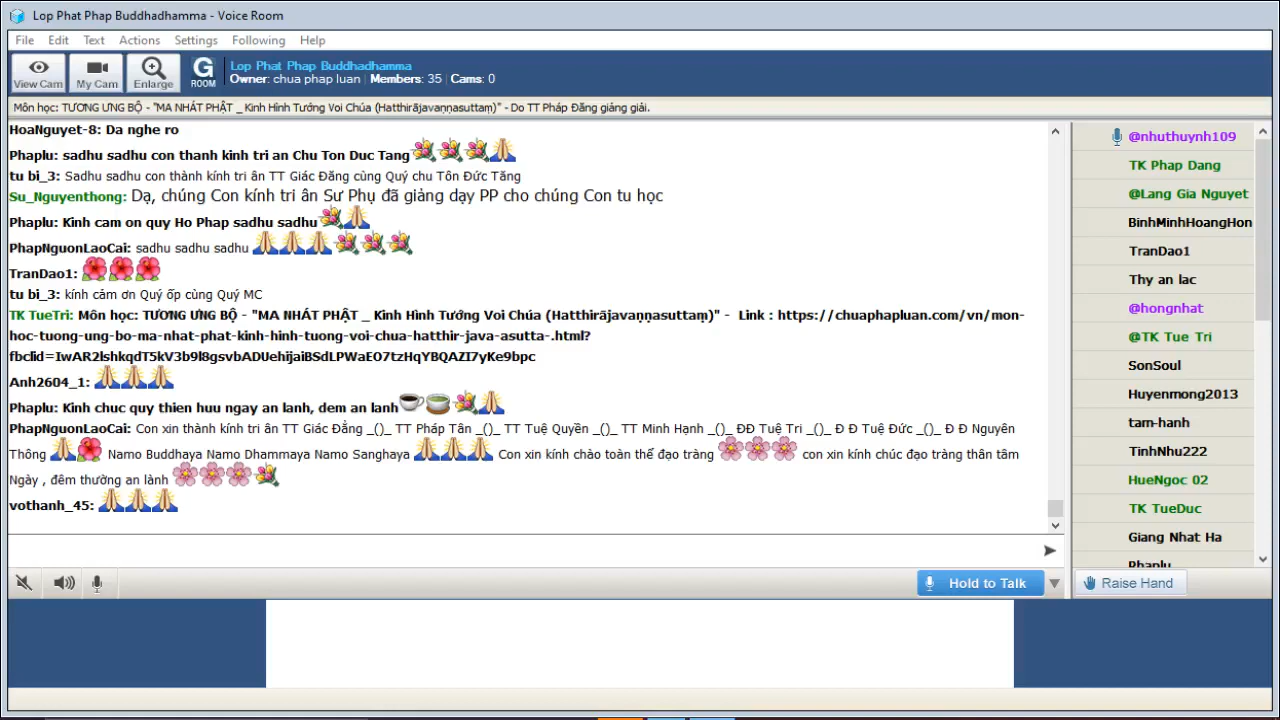 Lop Phat Phap Buddhadhamma - Voice Room
File Edit Text Actions Settings Following Help
View Cam My Cam Enlarge G ROOM
Lop Phat Phap Buddhadhamma
Owner: chua phap luan Members: 35 Cams: 0
Môn học: TƯƠNG ƯNG BỘ - "MA NHÁT PHẬT _ Kinh Hình Tướng Voi Chúa (Hatthirājavaṇṇasuttaṃ)" - Do TT Pháp Đăng giảng giải.
HoaNguyet-8: Da nghe ro
Phaplu: sadhu sadhu con thanh kinh tri an Chu Ton Duc Tang
tu bi_3: Sadhu sadhu con thành kính tri ân TT Giác Đăng cùng Quý chu Tôn Đức Tăng
Su_Nguyenthong: Dạ, chúng Con kính tri ân Sư Phụ đã giảng dạy PP cho chúng Con tu học
Phaplu: Kinh cam on quy Ho Phap sadhu sadhu
PhapNguonLaoCai: sadhu sadhu sadhu
TranDao1:
tu bi_3: kính cảm ơn Quý ốp cùng Quý MC
TK TueTri: Môn học: TƯƠNG ƯNG BỘ - "MA NHÁT PHẬT _ Kinh Hình Tướng Voi Chúa (Hatthirājavaṇṇasuttaṃ)" - Link : https://chuaphapluan.com/vn/mon-
hoc-tuong-ung-bo-ma-nhat-phat-kinh-hinh-tuong-voi-chua-hatthir-java-asutta-.html?
fbclid=IwAR2lshkqdT5kV3b9l8gsvbADUehijaiBSdLPWaEO7tzHqYBQAZI7yKe9bpc
Anh2604_1:
Phaplu: Kinh chuc quy thien huu ngay an lanh, dem an lanh
PhapNguonLaoCai: Con xin thành kính tri ân TT Giác Đẳng _()_ TT Pháp Tân _()_ TT Tuệ Quyền _()_ TT Minh Hạnh _()_ ĐĐ Tuệ Tri _()_ Đ Đ Tuệ Đức _()_ Đ Đ Nguyên
Thông Namo Buddhaya Namo Dhammaya Namo Sanghaya Con xin kính chào toàn thể đạo tràng con xin kính chúc đạo tràng thân tâm
Ngày , đêm thường an lành
vothanh_45:
@nhuthuynh109
TK Phap Dang
@Lang Gia Nguyet
BinhMinhHoangHon
TranDao1
Thy an lac
@hongnhat
@TK Tue Tri
SonSoul
Huyenmong2013
tam-hanh
TinhNhu222
HueNgoc 02
TK TueDuc
Giang Nhat Ha
Phaplu
Hold to Talk
Raise Hand